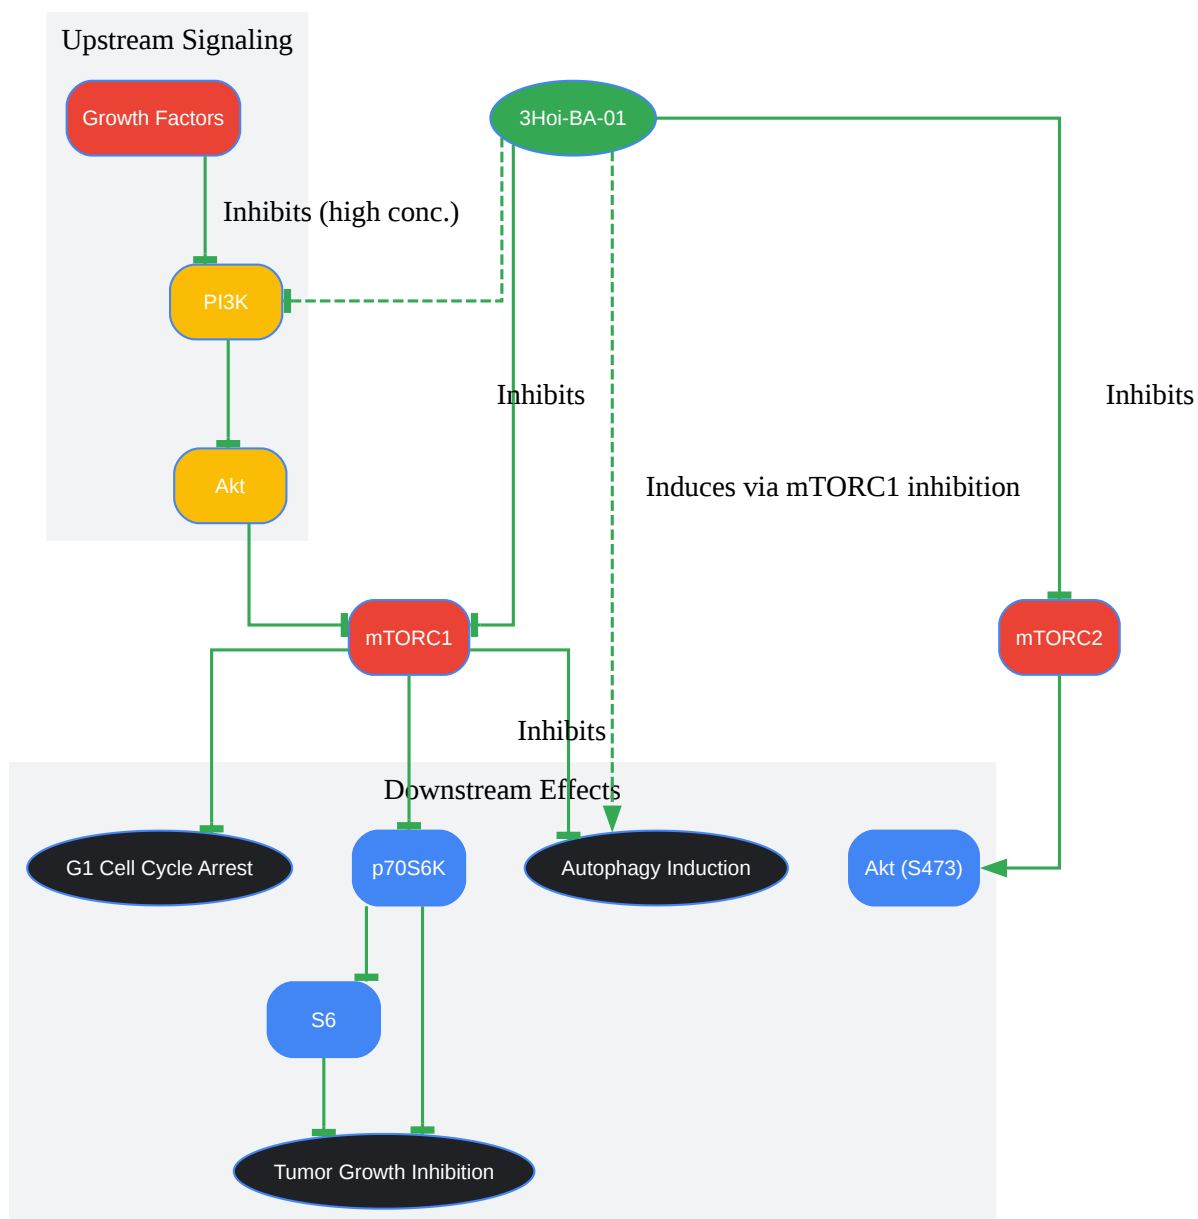 Upstream Signaling
Growth Factors
3Hoi-BA-01
Inhibits (high conc.)
PI3K
Inhibits
Inhibits
Akt
Induces via mTORC1 inhibition
mTORC1
mTORC2
Inhibits
Downstream Effects
G1 Cell Cycle Arrest
p70S6K
Autophagy Induction
Akt (S473)
S6
Tumor Growth Inhibition